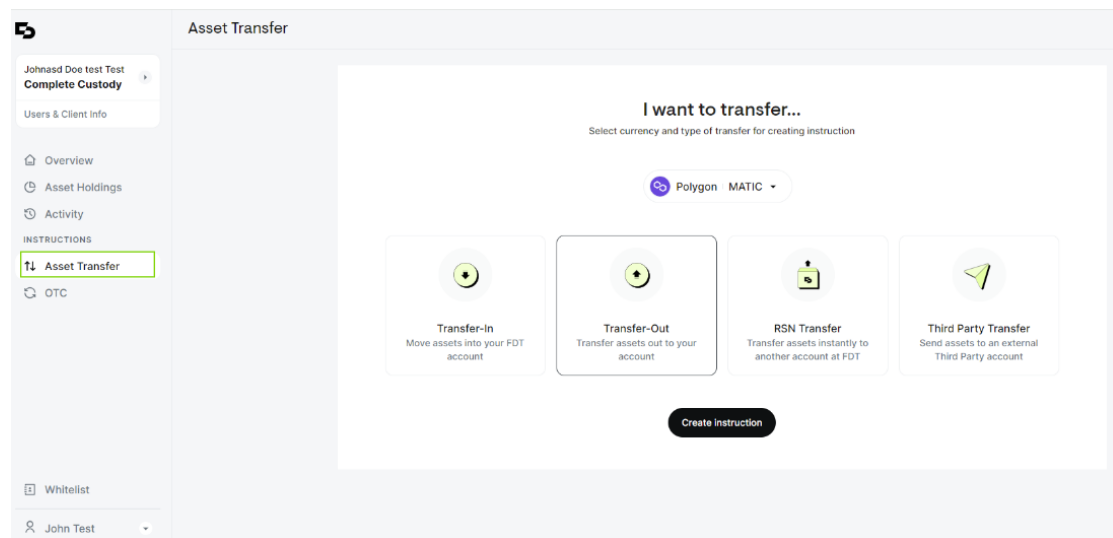 Asset Transfer
Johnasd Doe test Test
Complete Custody
Users & Client Info
Overview
Asset Holdings
Activity
INSTRUCTIONS
Asset Transfer
OTC
Whitelist
John Test
I want to transfer...
Select currency and type of transfer for creating instruction
Polygon MATIC
Transfer-In
Move assets into your FDT
account
Transfer-Out
Transfer assets out to your
account
RSN Transfer
Transfer assets instantly to
another account at FDT
Third Party Transfer
Send assets to an external
Third Party account
Create instruction